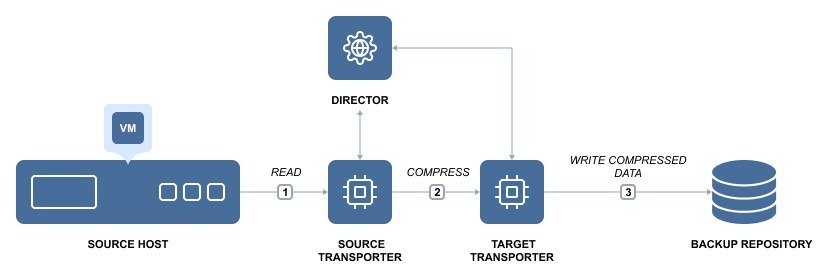 DIRECTOR
VM
READ
1
COMPRESS
2
WRITE COMPRESSED
DATA
3
SOURCE HOST
SOURCE
TRANSPORTER
TARGET
TRANSPORTER
BACKUP REPOSITORY